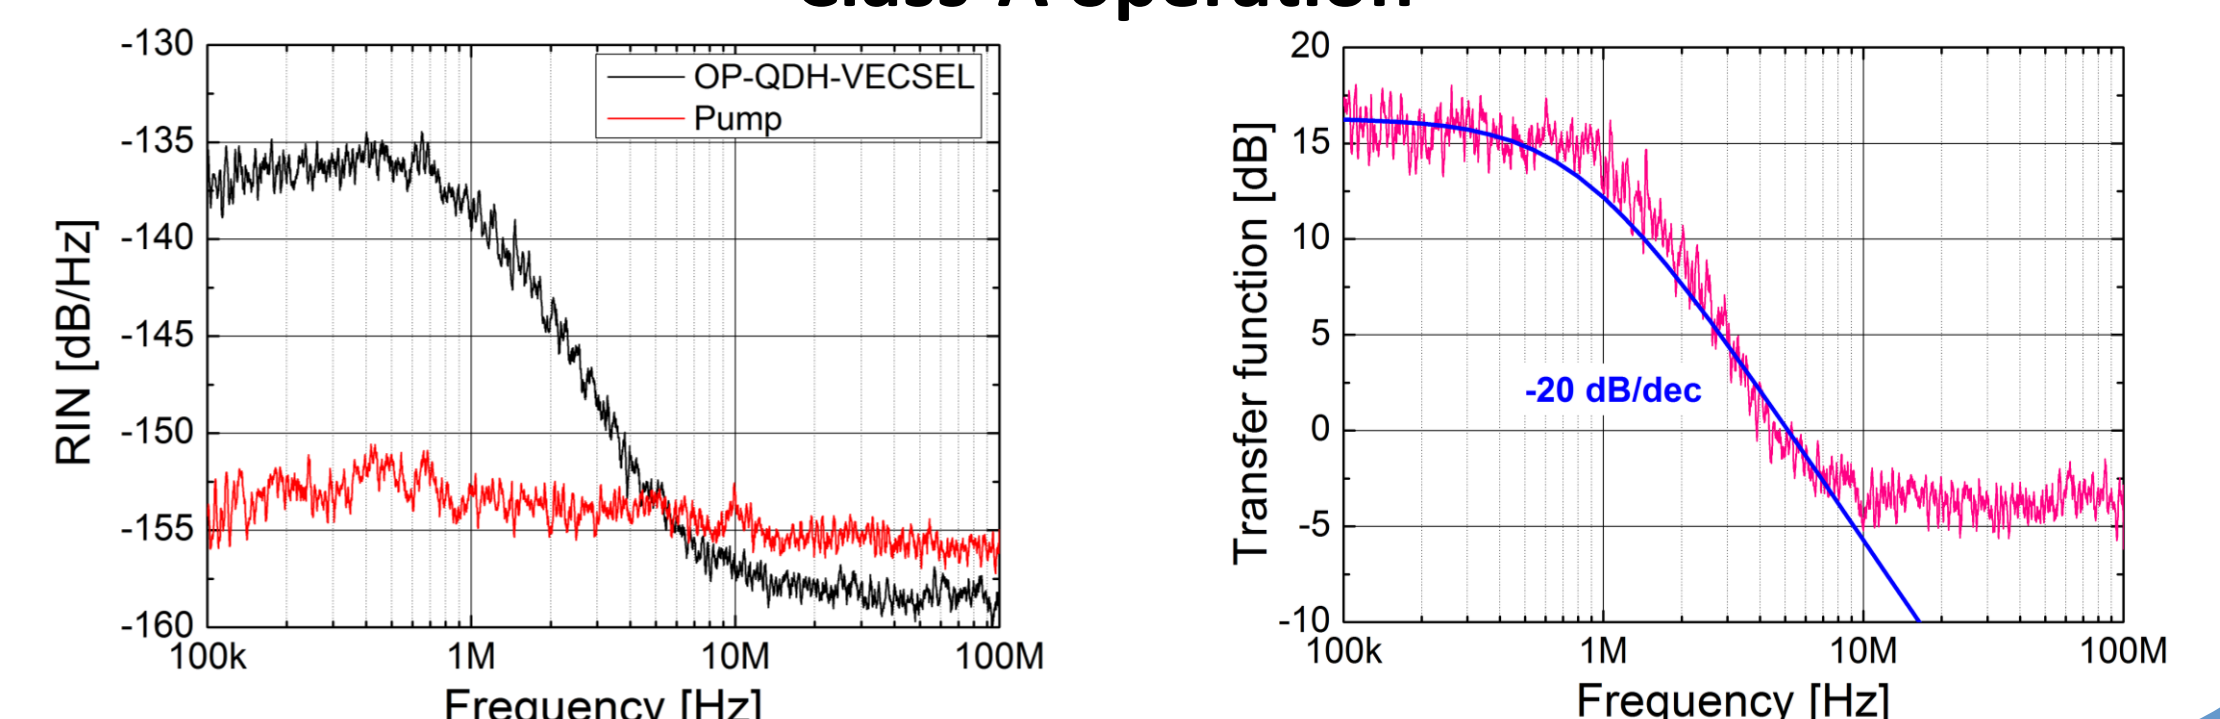 Class-A operation
-130
-135
-140
-145
-150
-155
-160
RIN [dB/Hz]
OP-QDH-VECSEL
Pump
100k 1M 10M 100M
Frequency [Hz]
20
15
10
5
0
-5
-10
Transfer function [dB]
-20 dB/dec
100k 1M 10M 100M
Frequency [Hz]